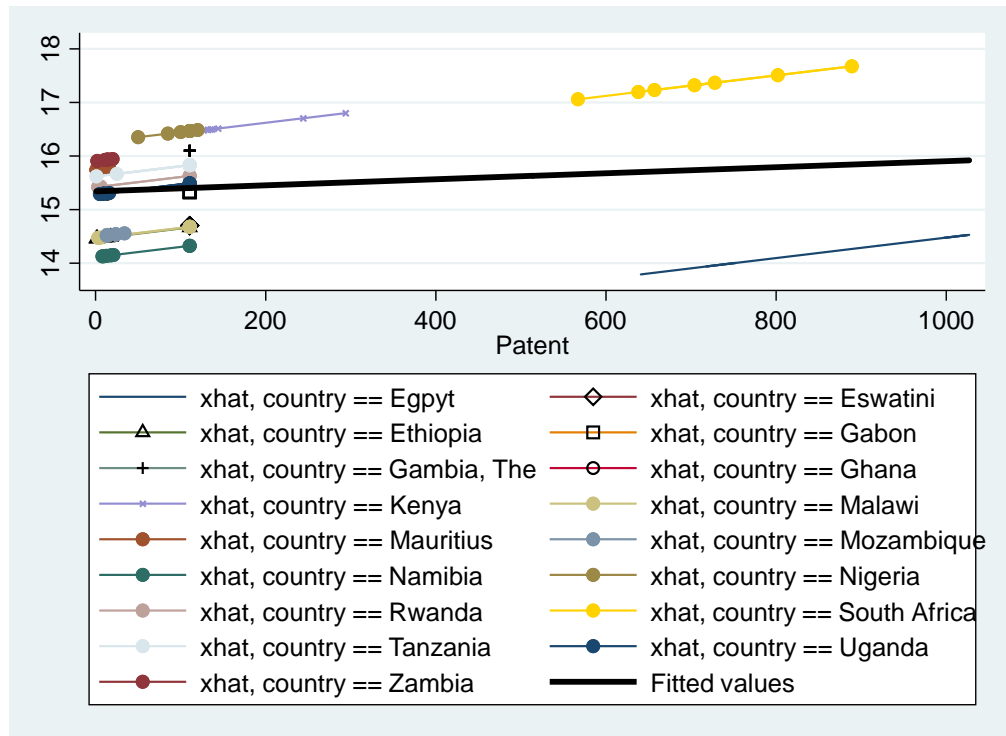 18
17
16
15
14
0 200 400 600 800 1000
Patent
xhat, country == Egpyt xhat, country == Eswatini
xhat, country == Ethiopia xhat, country == Gabon
xhat, country == Gambia, The xhat, country == Ghana
xhat, country == Kenya xhat, country == Malawi
xhat, country == Mauritius xhat, country == Mozambique
xhat, country == Namibia xhat, country == Nigeria
xhat, country == Rwanda xhat, country == South Africa
xhat, country == Tanzania xhat, country == Uganda
xhat, country == Zambia Fitted values